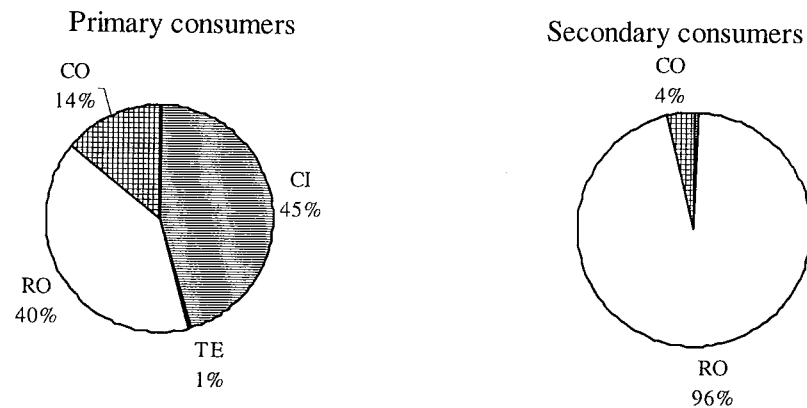 Primary consumers
CO
14%
CI
45%
RO
40%
TE
1%
Secondary consumers
CO
4%
RO
96%